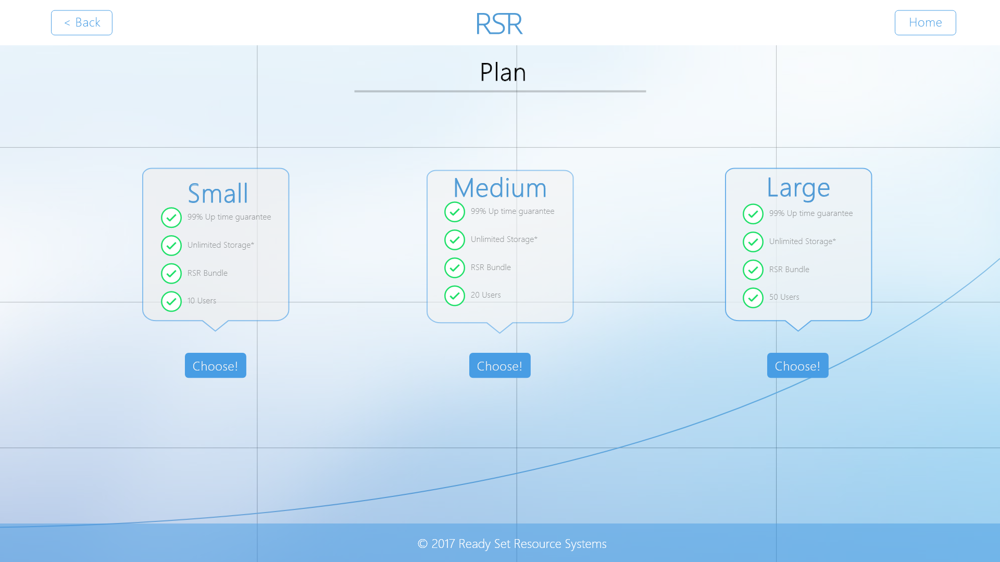 < Back
RSR
Home
Plan
Small
99% Up time guarantee
Unlimited Storage*
RSR Bundle
10 Users
Choose!
Medium
99% Up time guarantee
Unlimited Storage*
RSR Bundle
20 Users
Choose!
Large
99% Up time guarantee
Unlimited Storage*
RSR Bundle
50 Users
Choose!
© 2017 Ready Set Resource Systems